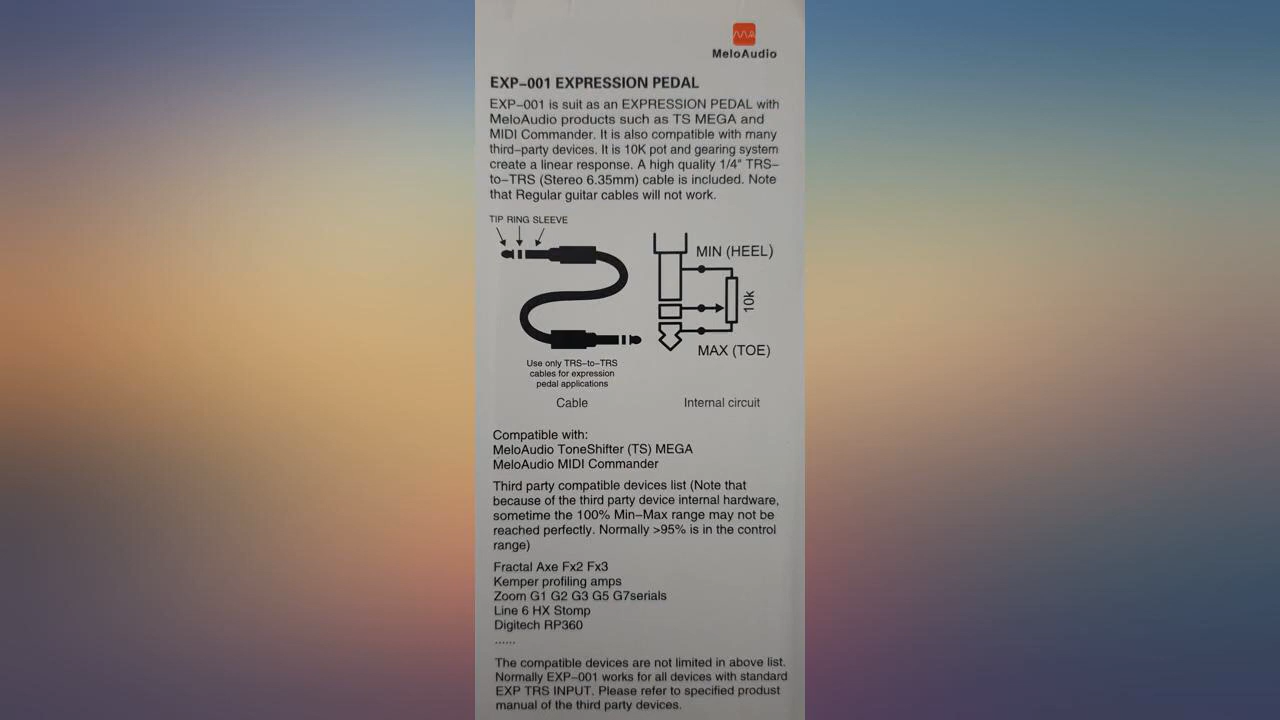 MeloAudio
EXP-001 EXPRESSION PEDAL
EXP-001 is suit as an EXPRESSION PEDAL with
MeloAudio products such as TS MEGA and
MIDI Commander. It is also compatible with many
third-party devices. It is 10K pot and gearing system
create a linear response. A high quality 1/4" TRS-
to-TRS (Stereo 6.35mm) cable is included. Note
that Regular guitar cables will not work.
TIP RING SLEEVE
MIN (HEEL)
10k
MAX (TOE)
Use only TRS-to-TRS
cables for expression
pedal applications
Cable
Internal circuit
Compatible with:
MeloAudio ToneShifter (TS) MEGA
MeloAudio MIDI Commander
Third party compatible devices list (Note that
because of the third party device internal hardware,
sometime the 100% Min-Max range may not be
reached perfectly. Normally >95% is in the control
range)
Fractal Axe Fx2 Fx3
Kemper profiling amps
Zoom G1 G2 G3 G5 G7serials
Line 6 HX Stomp
Digitech RP360
......
The compatible devices are not limited in above list.
Normally EXP-001 works for all devices with standard
EXP TRS INPUT. Please refer to specified produst
manual of the third party devices.